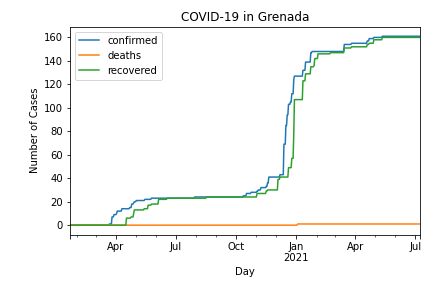 COVID-19 in Grenada
confirmed
deaths
recovered
Number of Cases
160
140
120
100
80
60
40
20
0
Apr
Jul
Oct
Jan
2021
Apr
Jul
Day